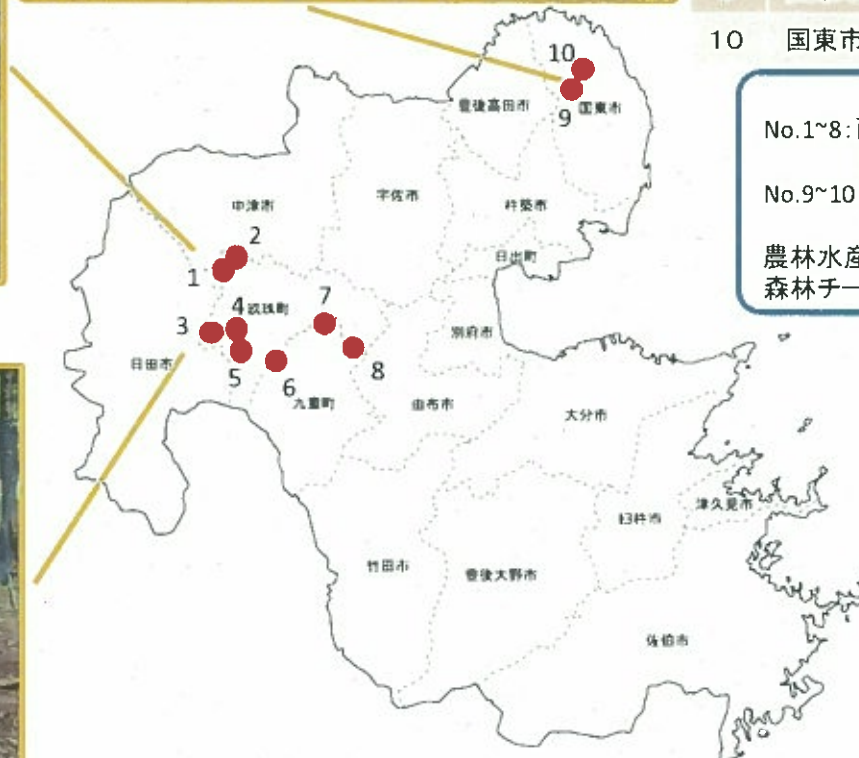 10 国東市
10
豊後高田市
9
国東市
No.1~8:
No.9~10
農林水産
森林チー
中津市
宇佐市
杵築市
2
日出町
1
4
玖珠町
7
3
別府市
日田市
5
6
8
九重町
由布市
大分市
臼杵市
津久見市
竹田市
豊後大野市
佐伯市